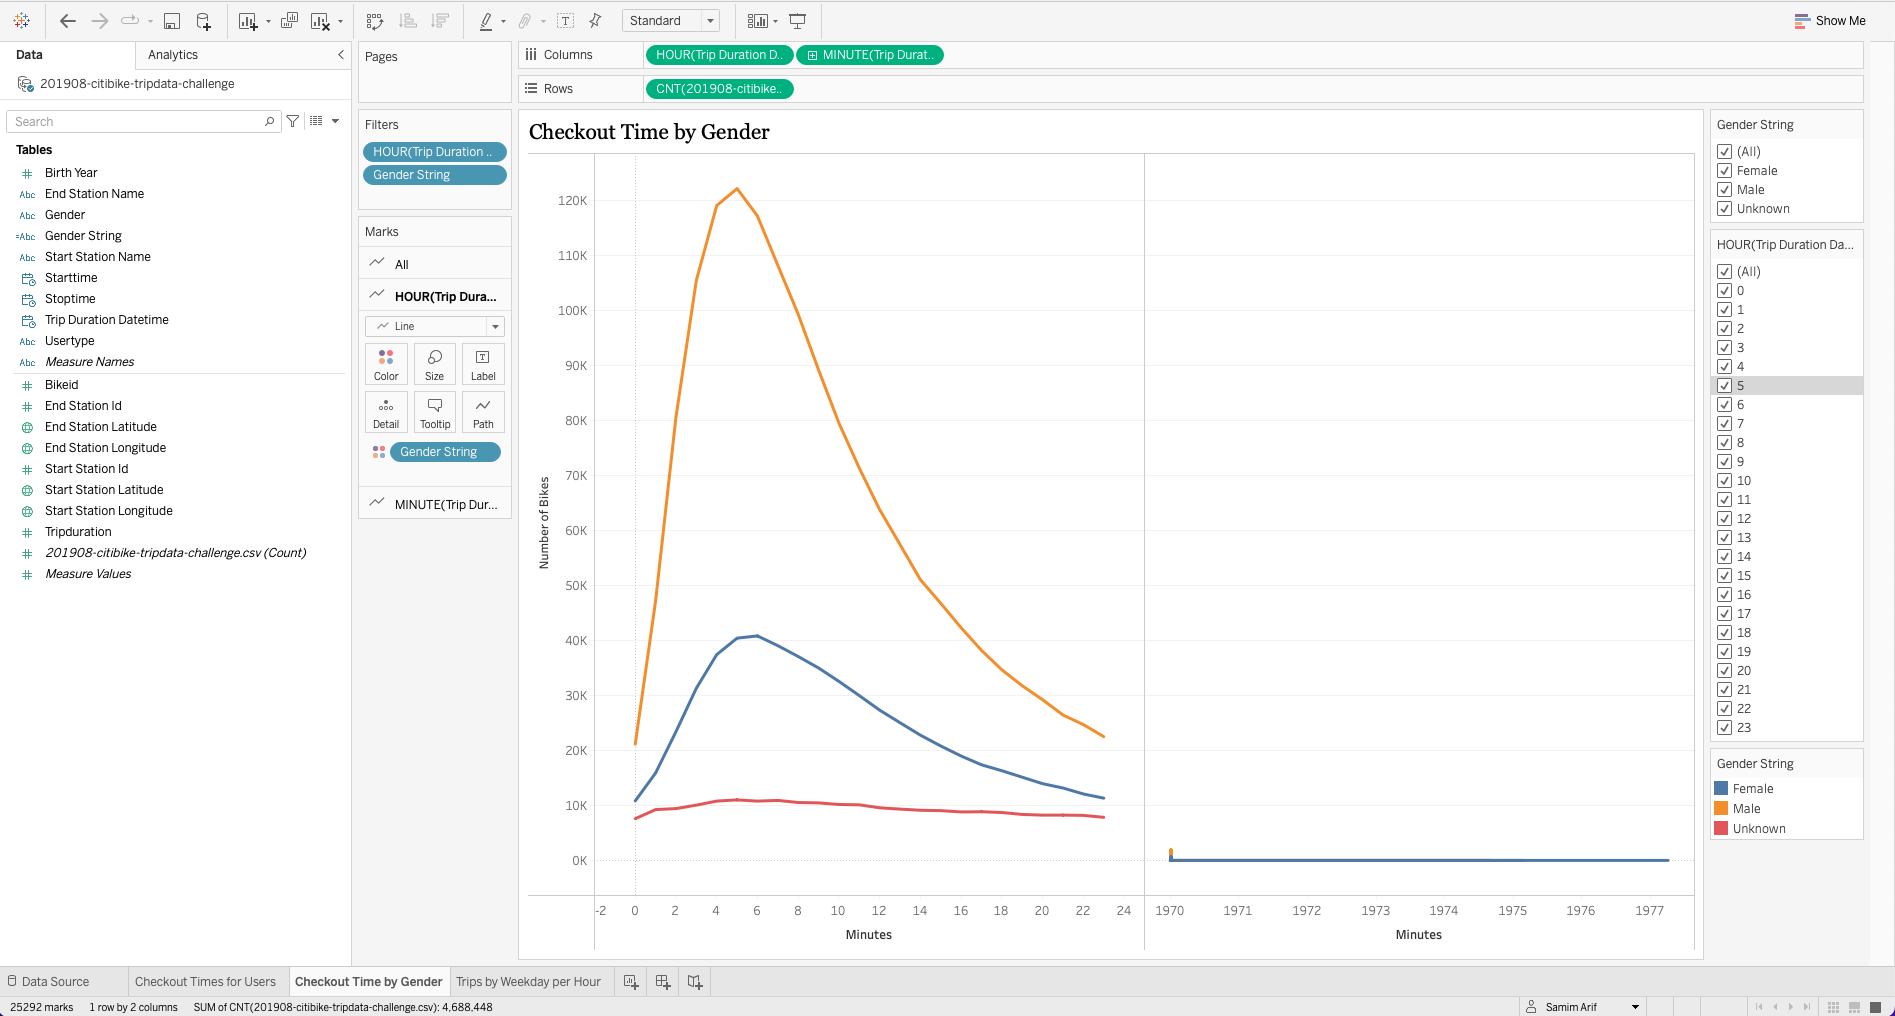 Standard
Show Me
Data
Analytics
201908-citibike-tripdata-challenge
Search
Tables
Birth Year
Abc End Station Name
Abc Gender
=Abc Gender String
Abc Start Station Name
Starttime
Stoptime
Trip Duration Datetime
Abc Usertype
Abc Measure Names
Bikeid
End Station Id
End Station Latitude
End Station Longitude
Start Station Id
Start Station Latitude
Start Station Longitude
Tripduration
201908-citibike-tripdata-challenge.csv (Count)
Measure Values
Pages
Filters
HOUR(Trip Duration ..
Gender String
Marks
All
HOUR(Trip Dura...
Line
Color Size Label
Detail Tooltip Path
Gender String
MINUTE(Trip Dur...
Columns HOUR(Trip Duration D.. MINUTE(Trip Durat..
Rows CNT(201908-citibike..
Checkout Time by Gender
Number of Bikes
120K
110K
100K
90K
80K
70K
60K
50K
40K
30K
20K
10K
0K
-2 0 2 4 6 8 10 12 14 16 18 20 22 24 1970 1971 1972 1973 1974 1975 1976 1977
Minutes Minutes
Gender String
(All)
Female
Male
Unknown
HOUR(Trip Duration Da...
(All)
0
1
2
3
4
5
6
7
8
9
10
11
12
13
14
15
16
17
18
19
20
21
22
23
Gender String
Female
Male
Unknown
Data Source Checkout Times for Users Checkout Time by Gender Trips by Weekday per Hour
25292 marks 1 row by 2 columns SUM of CNT(201908-citibike-tripdata-challenge.csv): 4,688,448 Samim Arif